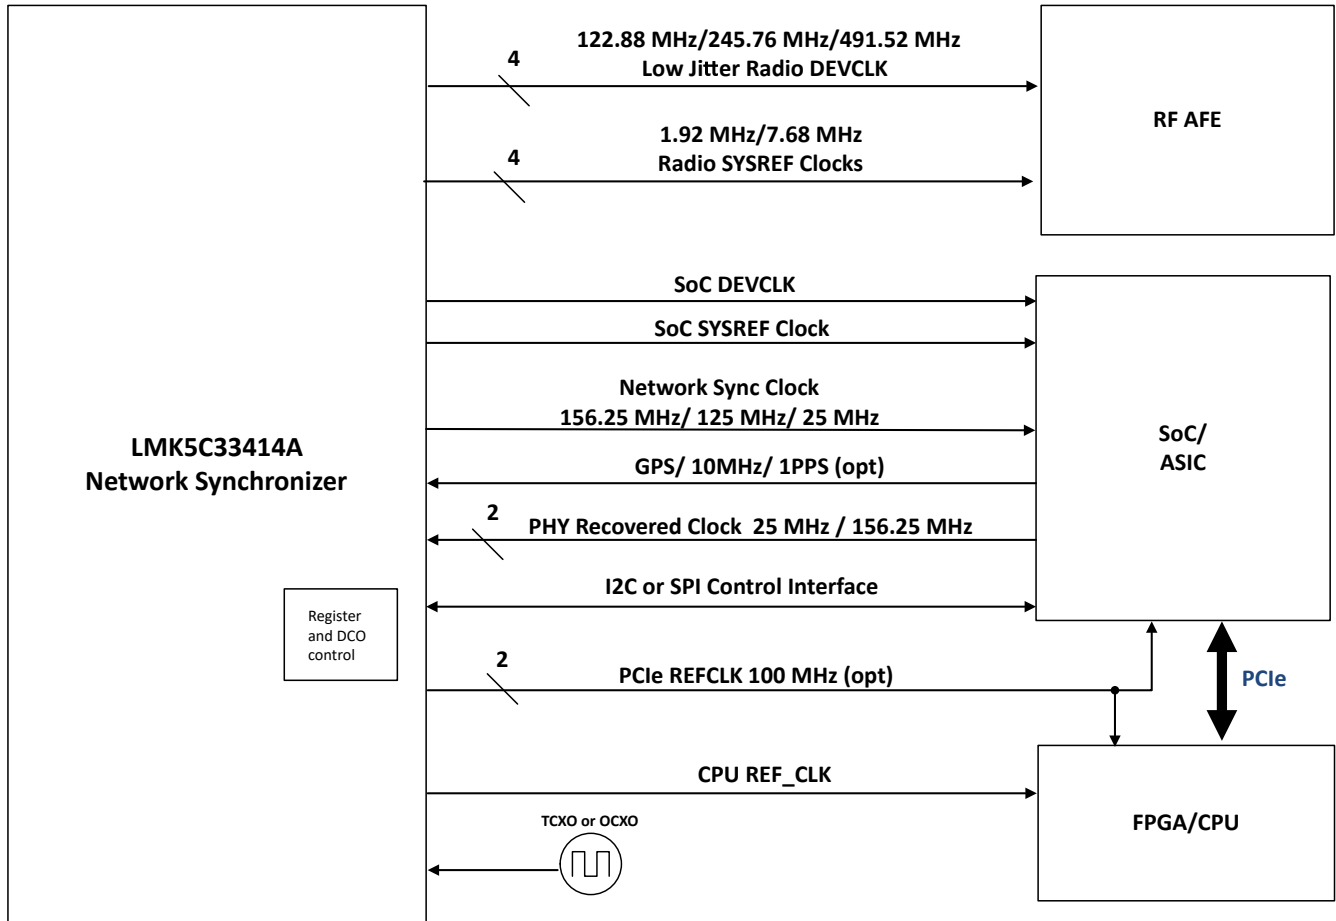 4
122.88 MHz/245.76 MHz/491.52 MHz
Low Jitter Radio DEVCLK
4
1.92 MHz/7.68 MHz
Radio SYSREF Clocks
RF AFE
SoC DEVCLK
SoC SYSREF Clock
Network Sync Clock
156.25 MHz/ 125 MHz/ 25 MHz
GPS/ 10MHz/ 1PPS (opt)
2
PHY Recovered Clock 25 MHz / 156.25 MHz
I2C or SPI Control Interface
SoC/
ASIC
LMK5C33414A
Network Synchronizer
Register
and DCO
control
2
PCIe REFCLK 100 MHz (opt)
PCIe
CPU REF_CLK
FPGA/CPU
TCXO or OCXO